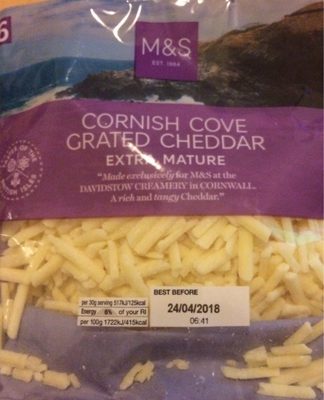 6
M&S
EST. 1884
CORNISH COVE
GRATED CHEDDAR
EXTRA MATURE
"Made exclusively for M&S at the
DAVIDSTOW CREAMERY in CORNWALL.
A rich and tangy Cheddar."
BEST BEFORE
24/04/2018
06:41
per 30g serving 517kJ/125kcal
Energy 6% of your RI
per 100g 1722kJ/415kcal